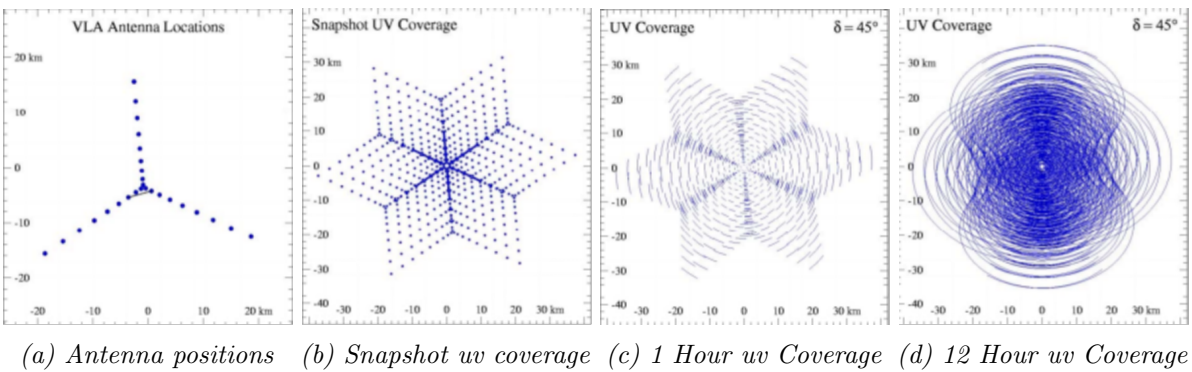 VLA Antenna Locations
20 km
10
0
-10
-20
-20 -10 0 10 20 km
(a) Antenna positions
Snapshot UV Coverage
30 km
20
10
0
-10
-20
-30
-40
-30 -20 -10 0 10 20 30 km
(b) Snapshot uv coverage
UV Coverage δ = 45°
30 km
20
10
0
-10
-20
-30
-40
-30 -20 -10 0 10 20 30 km
(c) 1 Hour uv Coverage
UV Coverage δ = 45°
30 km
20
10
0
-10
-20
-30
-40
-30 -20 -10 0 10 20 30 km
(d) 12 Hour uv Coverage